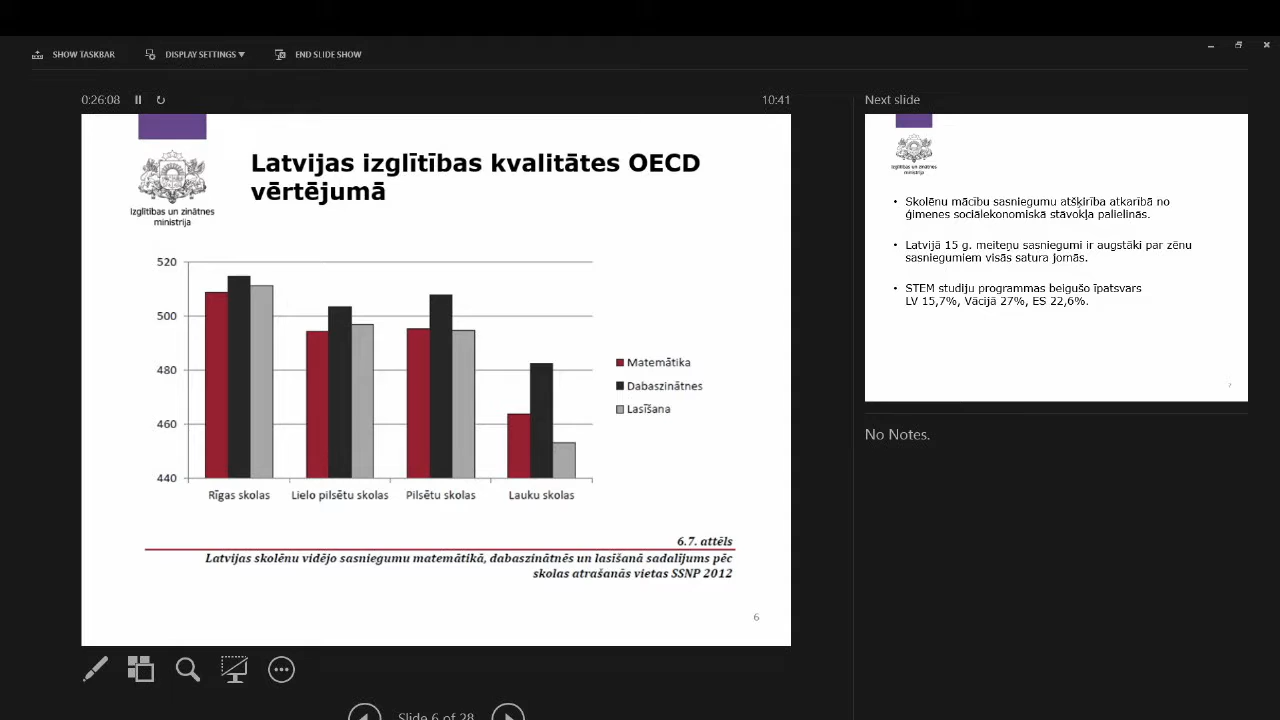 SHOW TASKBAR
DISPLAY SETTINGS
END SLIDE SHOW
0:26:08
10:41
Izglītības un zinātnes
ministrija
Latvijas izglītības kvalitātes OECD
vērtējumā
520
500
480
460
440
Rīgas skolas
Lielo pilsētu skolas
Pilsētu skolas
Lauku skolas
Matemātika
Dabaszinātnes
Lasīšana
6.7. attēls
Latvijas skolēnu vidējo sasniegumu matemātikā, dabaszinātnēs un lasīšanā sadalījums pēc
skolas atrašanās vietas SSNP 2012
6
Slide 6 of 28
Next slide
Izglītības un zinātnes
ministrija
• Skolēnu mācību sasniegumu atšķirība atkarībā no
ģimenes sociālekonomiskā stāvokļa palielinās.
• Latvijā 15 g. meiteņu sasniegumi ir augstāki par zēnu
sasniegumiem visās satura jomās.
• STEM studiju programmas beigušo īpatsvars
LV 15,7%, Vācijā 27%, ES 22,6%.
7
No Notes.